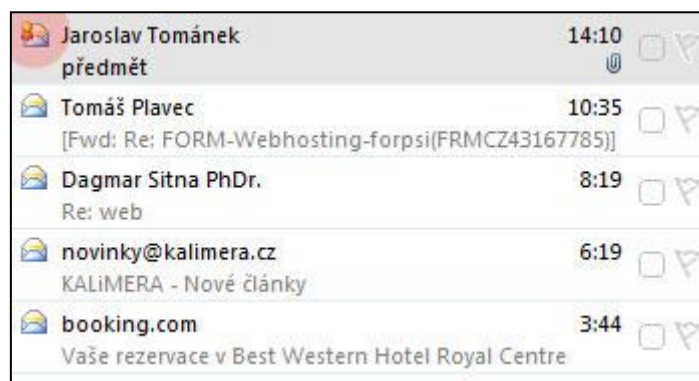 Jaroslav Tománek 14:10
předmět
Tomáš Plavec 10:35
[Fwd: Re: FORM-Webhosting-forpsi(FRMCZ43167785)]
Dagmar Sitna PhDr. 8:19
Re: web
novinky@kalimera.cz 6:19
KALiMERA - Nové články
booking.com 3:44
Vaše rezervace v Best Western Hotel Royal Centre